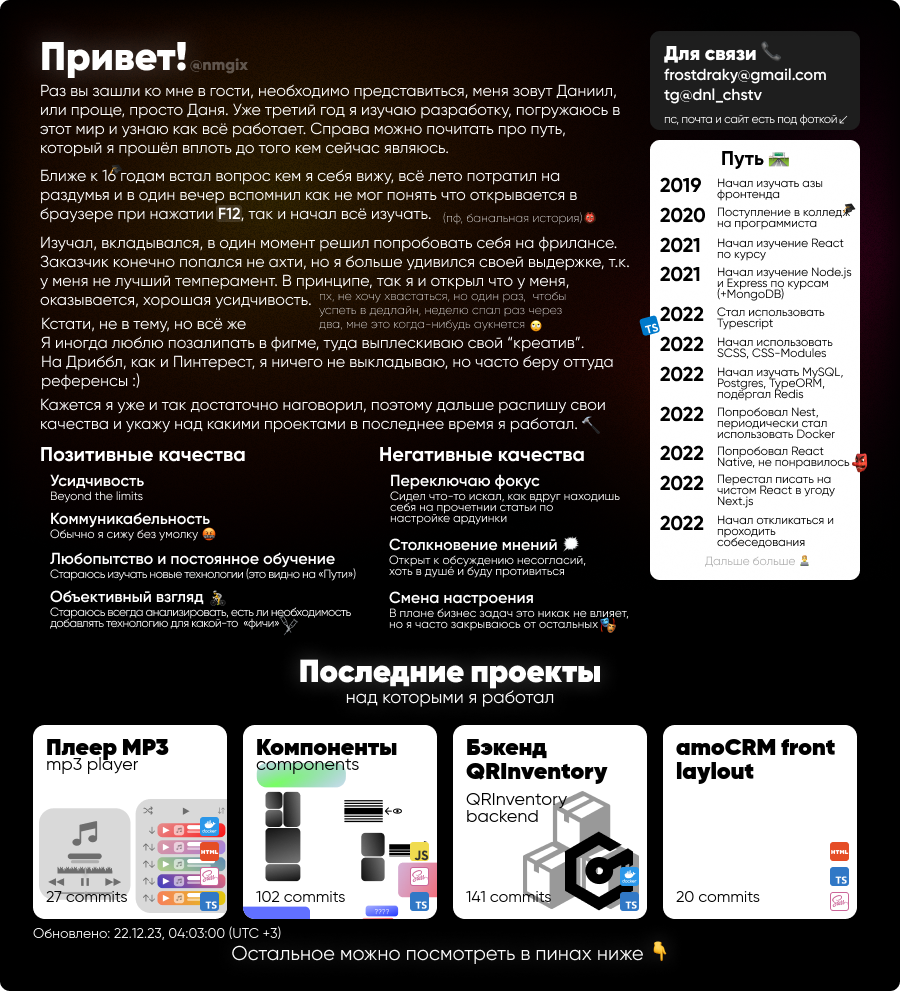 Привет! @nmgix
Раз вы зашли ко мне в гости, необходимо представиться, меня зовут Даниил,
или проще, просто Даня. Уже третий год я изучаю разработку, погружаюсь в
этот мир и узнаю как всё работает. Справа можно почитать про путь,
который я прошёл вплоть до того кем сейчас являюсь.
Ближе к 16 годам встал вопрос кем я себя вижу, всё лето потратил на
раздумья и в один вечер вспомнил как не мог понять что открывается в
браузере при нажатии F12, так и начал всё изучать. (пф, банальная история)
Изучал, вкладывался, в один момент решил попробовать себя на фрилансе.
Заказчик конечно попался не ахти, но я больше удивился своей выдержке, т.к.
у меня не лучший темперамент. В принципе, так я и открыл что у меня,
оказывается, хорошая усидчивость.
пх, не хочу хвастаться, но один раз, чтобы
успеть в дедлайн, неделю спал раз через
два, мне это когда-нибудь аукнется
Кстати, не в тему, но всё же
Я иногда люблю позалипать в фигме, туда выплескиваю свой “креатив”.
На Дриббл, как и Пинтерест, я ничего не выкладываю, но часто беру оттуда
референсы :)
Кажется я уже и так достаточно наговорил, поэтому дальше распишу свои
качества и укажу над какими проектами в последнее время я работал.
Позитивные качества
Усидчивость
Beyond the limits
Коммуникабельность
Обычно я сижу без умолку
Любопытство и постоянное обучение
Стараюсь изучать новые технологии (это видно на «Пути»)
Объективный взгляд
Стараюсь всегда анализировать, есть ли необходимость
добавлять технологию для какой-то «фичи»
Негативные качества
Переключаю фокус
Сидел что-то искал, как вдруг находишь
себя на прочетнии статьи по
настройке ардуинки
Столкновение мнений
Открыт к обсуждению несогласий,
хоть в душе и буду противиться
Смена настроения
В плане бизнес задач это никак не влияет,
но я часто закрываюсь от остальных
Для связи
frostdraky@gmail.com
tg@dnl_chstv
пс, почта и сайт есть под фоткой↙
Путь
2019 Начал изучать азы
фронтенда
2020 Поступление в колледж
на программиста
2021 Начал изучение React
по курсу
2021 Начал изучение Node.js
и Express по курсам
(+MongoDB)
2022 Стал использовать
Typescript
TS
2022 Начал использовать
SCSS, CSS-Modules
2022 Начал изучать MySQL,
Postgres, TypeORM,
подёргал Redis
2022 Попробовал Nest,
периодически стал
использовать Docker
2022 Попробовал React
Native, не понравилось
2022 Перестал писать на
чистом React в угоду
Next.js
2022 Начал откликаться и
проходить
собеседования
Дальше больше
Последние проекты
над которыми я работал
Плеер MP3
mp3 player
docker
HTML
Sass
27 commits
TS
Компоненты
components
JS
Sass
102 commits
TS
????
Бэкенд
QRInventory
QRInventory
backend
docker
141 commits
TS
amoCRM front
laylout
HTML
TS
20 commits
Sass
Обновлено: 22.12.23, 04:03:00 (UTC +3)
Остальное можно посмотреть в пинах ниже 👇